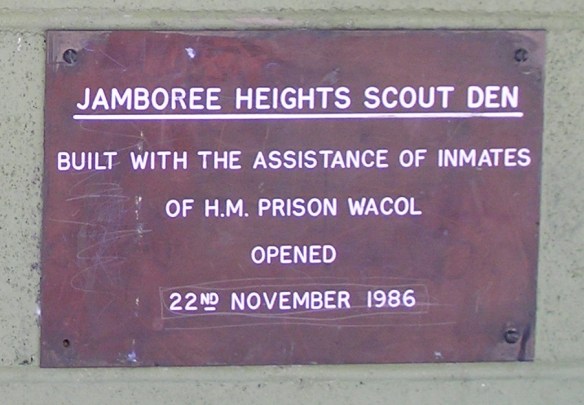 JAMBOREE HEIGHTS SCOUT DEN
BUILT WITH THE ASSISTANCE OF INMATES
OF H.M. PRISON WACOL
OPENED
22ND NOVEMBER 1986